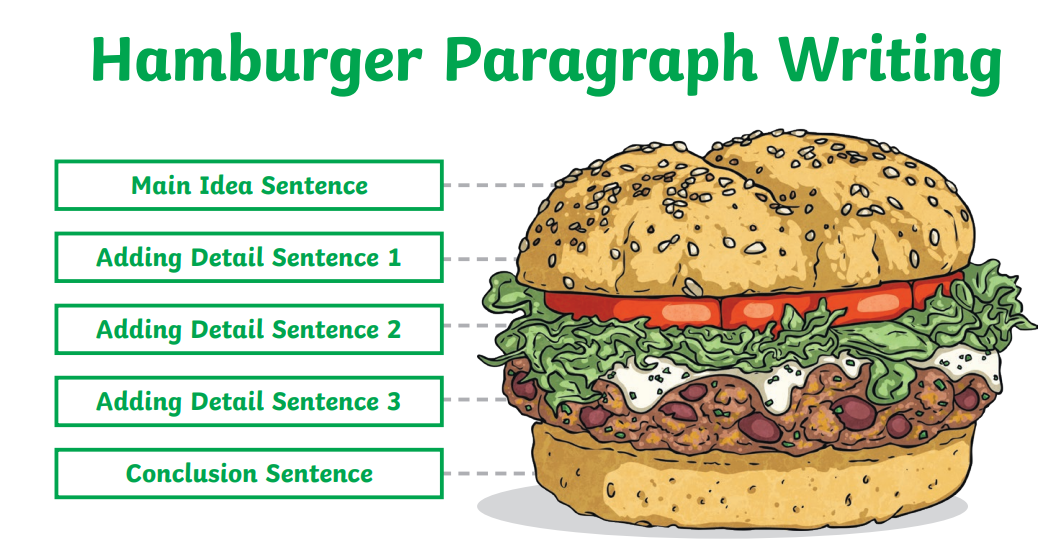 Hamburger Paragraph Writing
Main Idea Sentence
Adding Detail Sentence 1
Adding Detail Sentence 2
Adding Detail Sentence 3
Conclusion Sentence